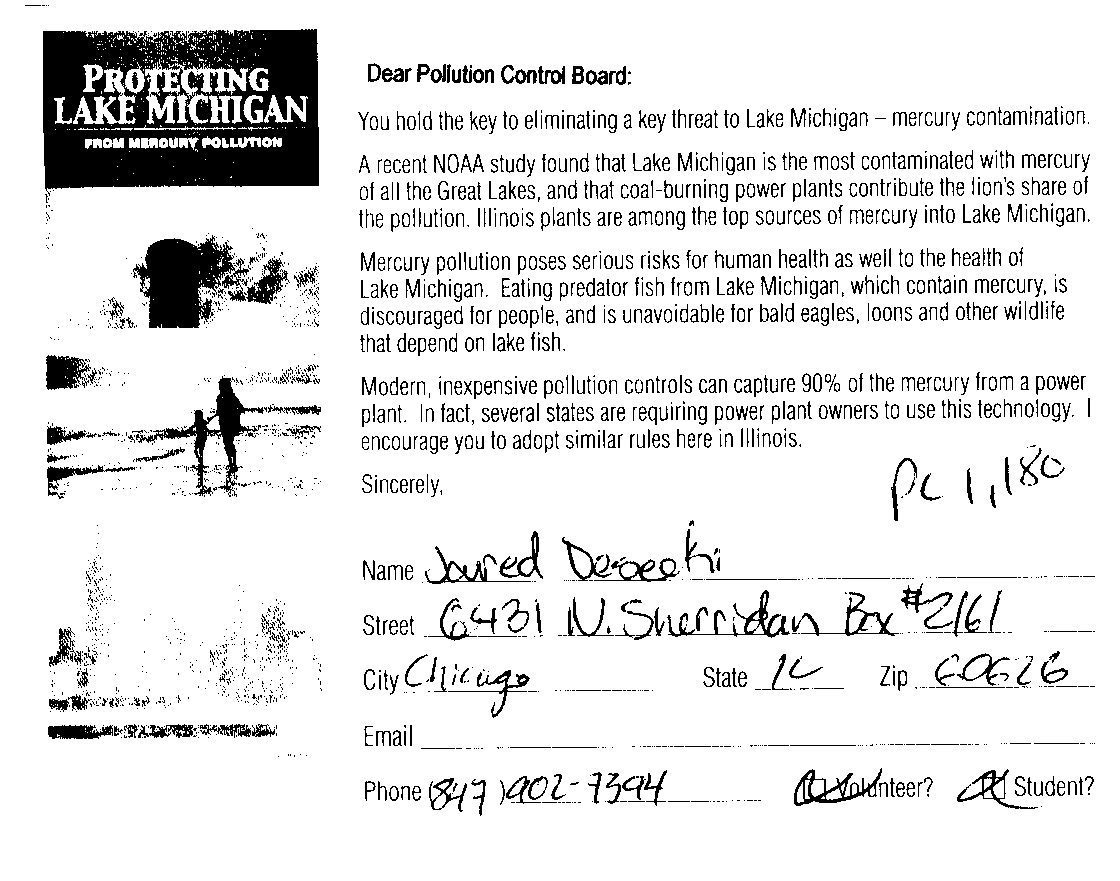 PROTECTING
LAKE MICHIGAN
FROM MERCURY POLLUTION
Dear Pollution Control Board:
You hold the key to eliminating a key threat to Lake Michigan – mercury contamination.
A recent NOAA study found that Lake Michigan is the most contaminated with mercury
of all the Great Lakes, and that coal-burning power plants contribute the lion's share of
the pollution. Illinois plants are among the top sources of mercury into Lake Michigan.
Mercury pollution poses serious risks for human health as well to the health of
Lake Michigan. Eating predator fish from Lake Michigan, which contain mercury, is
discouraged for people, and is unavoidable for bald eagles, loons and other wildlife
that depend on lake fish.
Modern, inexpensive pollution controls can capture 90% of the mercury from a power
plant. In fact, several states are requiring power plant owners to use this technology. I
encourage you to adopt similar rules here in Illinois.
Sincerely,
PC 1,180
Name Jared
Street 6431 N. Sherridan Box #2161
City Chicago State IL Zip 60626
Email
Phone (847) 902-7394 Volunteer? Student?